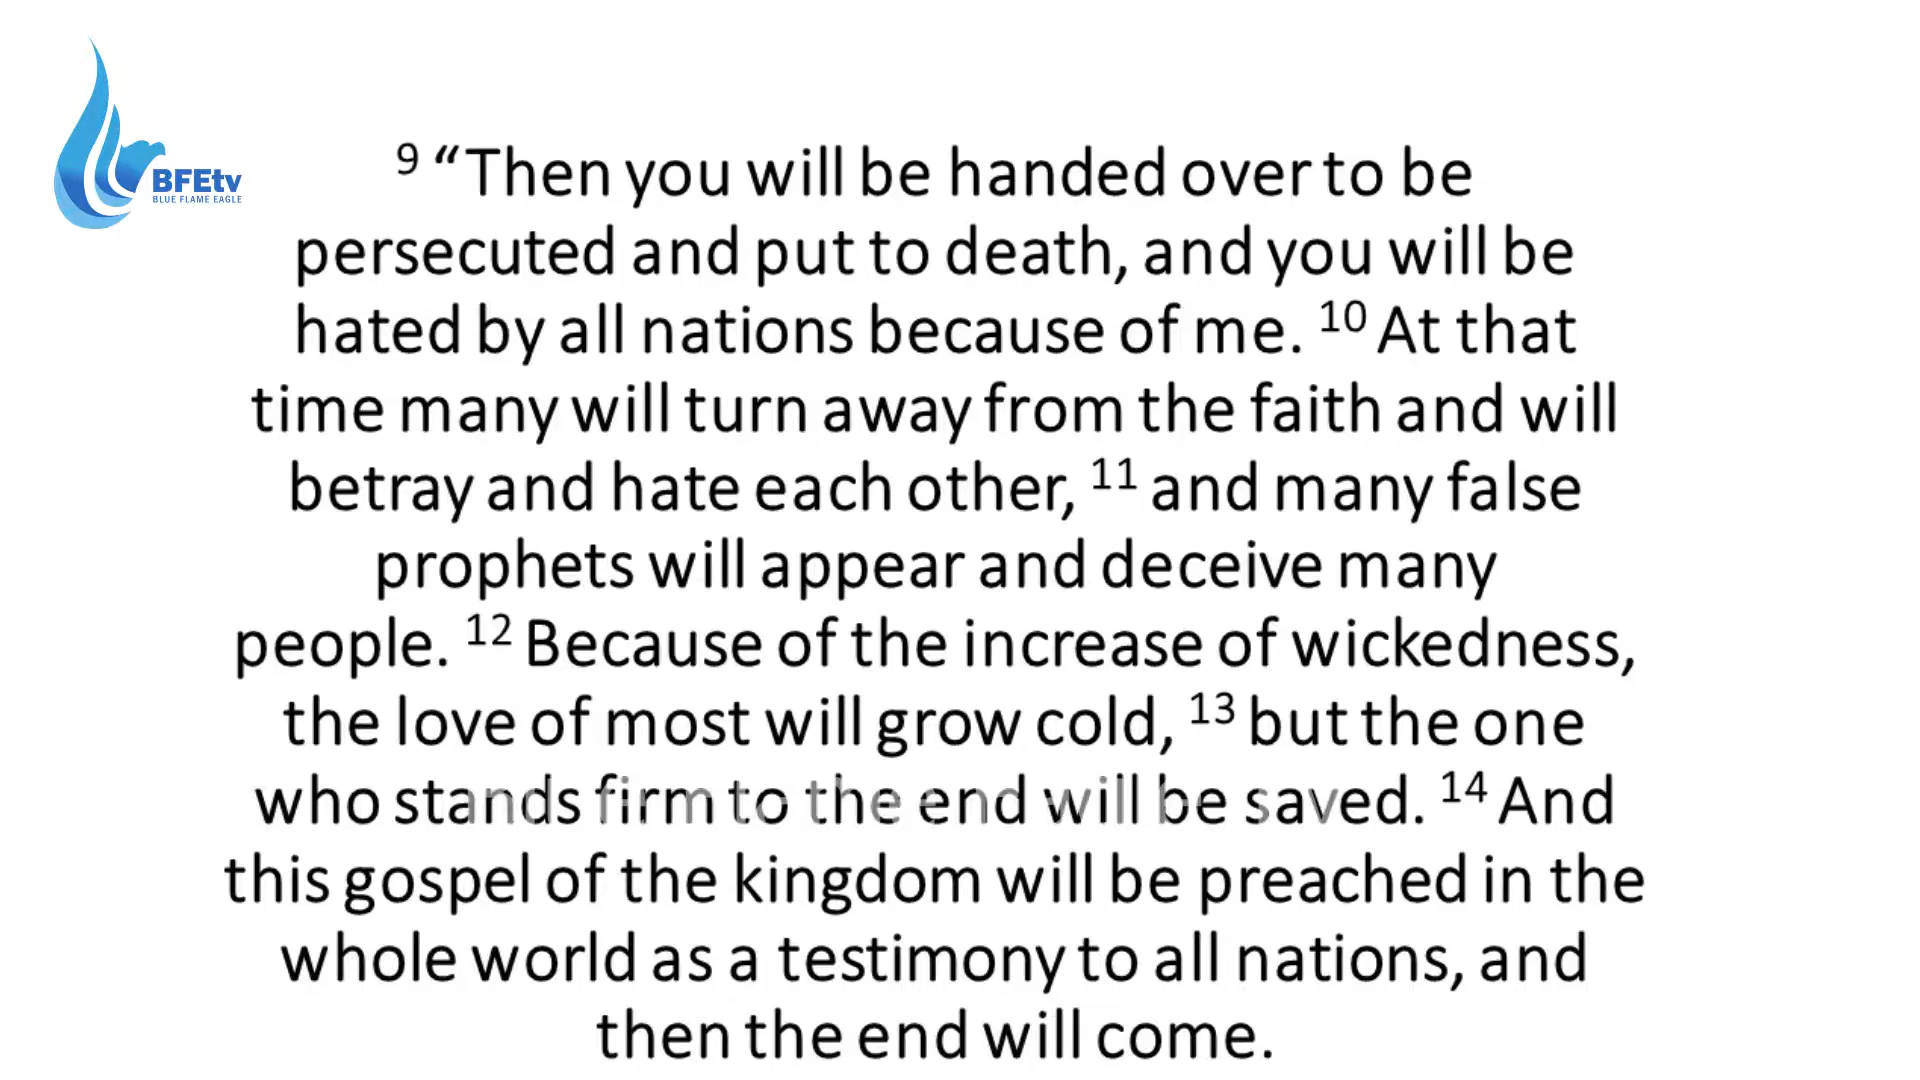 BFEtv
BLUE FLAME EAGLE
9 “Then you will be handed over to be
persecuted and put to death, and you will be
hated by all nations because of me. 10 At that
time many will turn away from the faith and will
betray and hate each other, 11 and many false
prophets will appear and deceive many
people. 12 Because of the increase of wickedness,
the love of most will grow cold, 13 but the one
who stands firm to the end will be saved. 14 And
this gospel of the kingdom will be preached in the
whole world as a testimony to all nations, and
then the end will come.